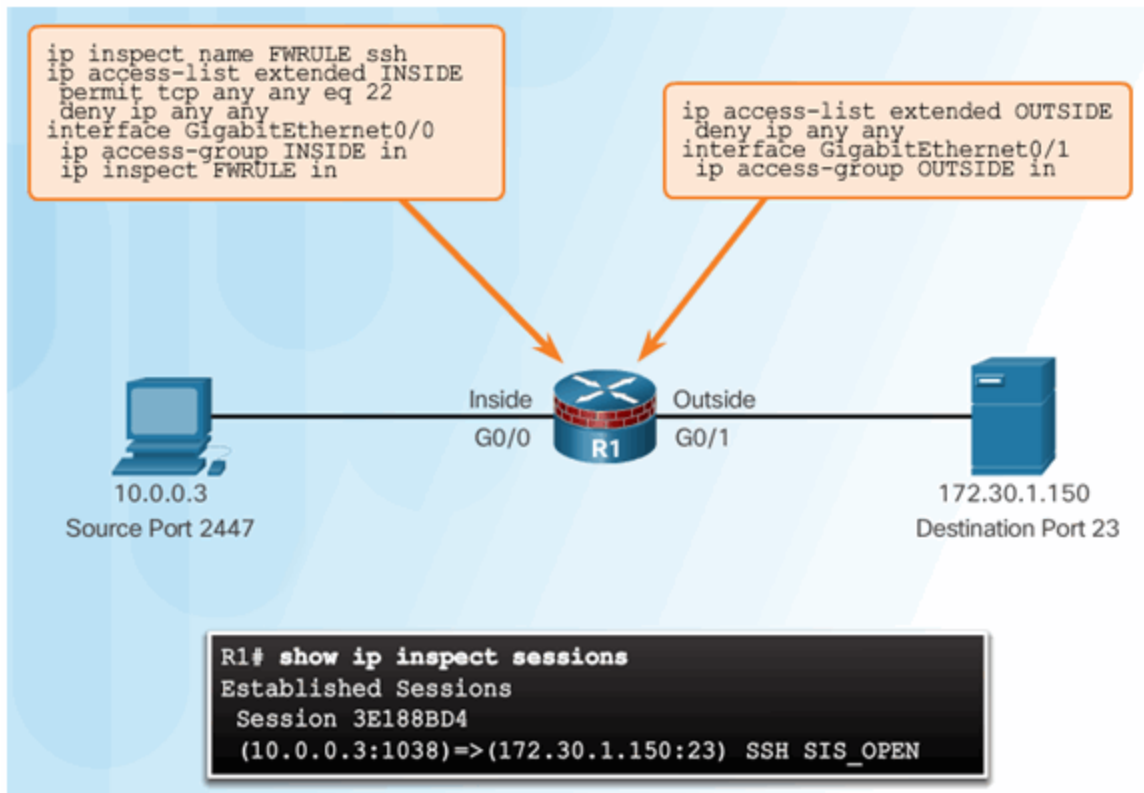 ip inspect name FWRULE ssh
ip access-list extended INSIDE
permit tcp any any eq 22
deny ip any any
interface GigabitEthernet0/0
ip access-group INSIDE in
ip inspect FWRULE in
ip access-list extended OUTSIDE
deny ip any any
interface GigabitEthernet0/1
ip access-group OUTSIDE in
Inside
Outside
G0/0
R1
G0/1
10.0.0.3
Source Port 2447
172.30.1.150
Destination Port 23
R1# show ip inspect sessions
Established Sessions
Session 3E188BD4
(10.0.0.3:1038)=>(172.30.1.150:23) SSH SIS_OPEN